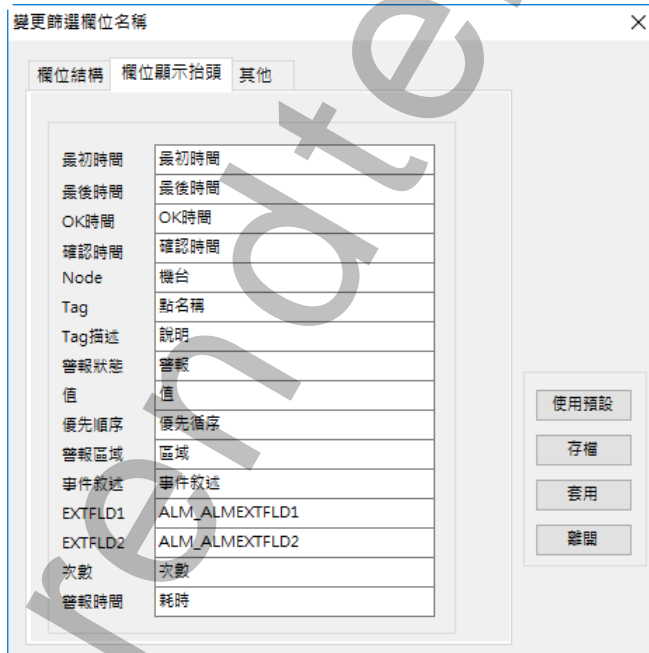 變更篩選欄位名稱
欄位結構 欄位顯示抬頭 其他
最初時間 最初時間
最後時間 最後時間
OK時間 OK時間
確認時間 確認時間
Node 機台
Tag 點名稱
Tag描述 說明
警報狀態 警報
值 值
優先順序 優先循序
警報區域 區域
事件敘述 事件敘述
EXTFLD1 ALM_ALMEXTFLD1
EXTFLD2 ALM_ALMEXTFLD2
次數 次數
警報時間 耗時
使用預設
存檔
套用
離開